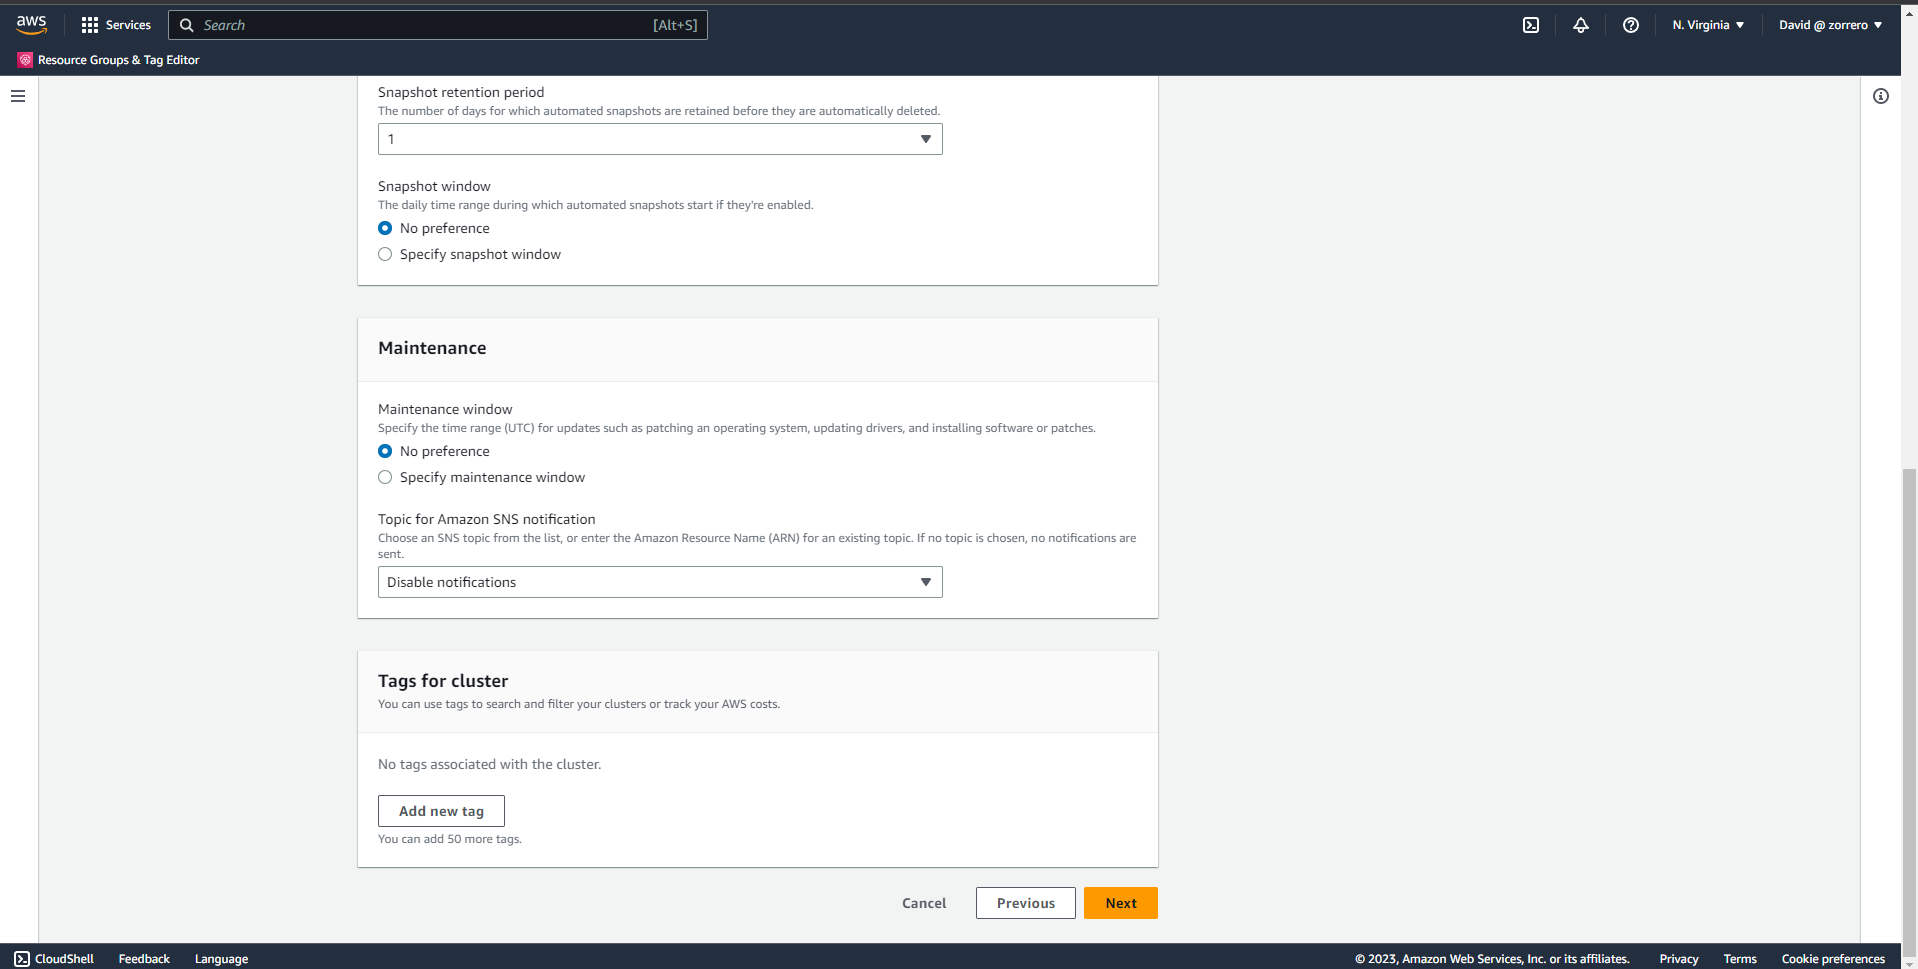 aws
Services
Search
[Alt+S]
N. Virginia
David @ zorrero
Resource Groups & Tag Editor
Snapshot retention period
The number of days for which automated snapshots are retained before they are automatically deleted.
1
Snapshot window
The daily time range during which automated snapshots start if they're enabled.
No preference
Specify snapshot window
Maintenance
Maintenance window
Specify the time range (UTC) for updates such as patching an operating system, updating drivers, and installing software or patches.
No preference
Specify maintenance window
Topic for Amazon SNS notification
Choose an SNS topic from the list, or enter the Amazon Resource Name (ARN) for an existing topic. If no topic is chosen, no notifications are
sent.
Disable notifications
Tags for cluster
You can use tags to search and filter your clusters or track your AWS costs.
No tags associated with the cluster.
Add new tag
You can add 50 more tags.
Cancel
Previous
Next
CloudShell
Feedback
Language
© 2023, Amazon Web Services, Inc. or its affiliates.
Privacy
Terms
Cookie preferences